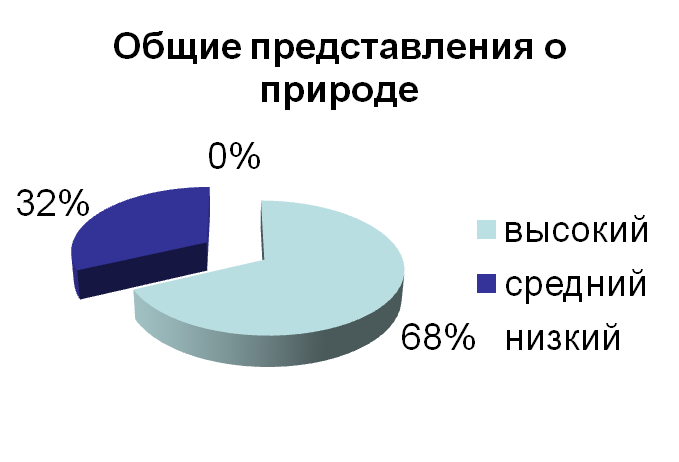 Общие представления о
природе
0%
32%
высокий
средний
68%
низкий